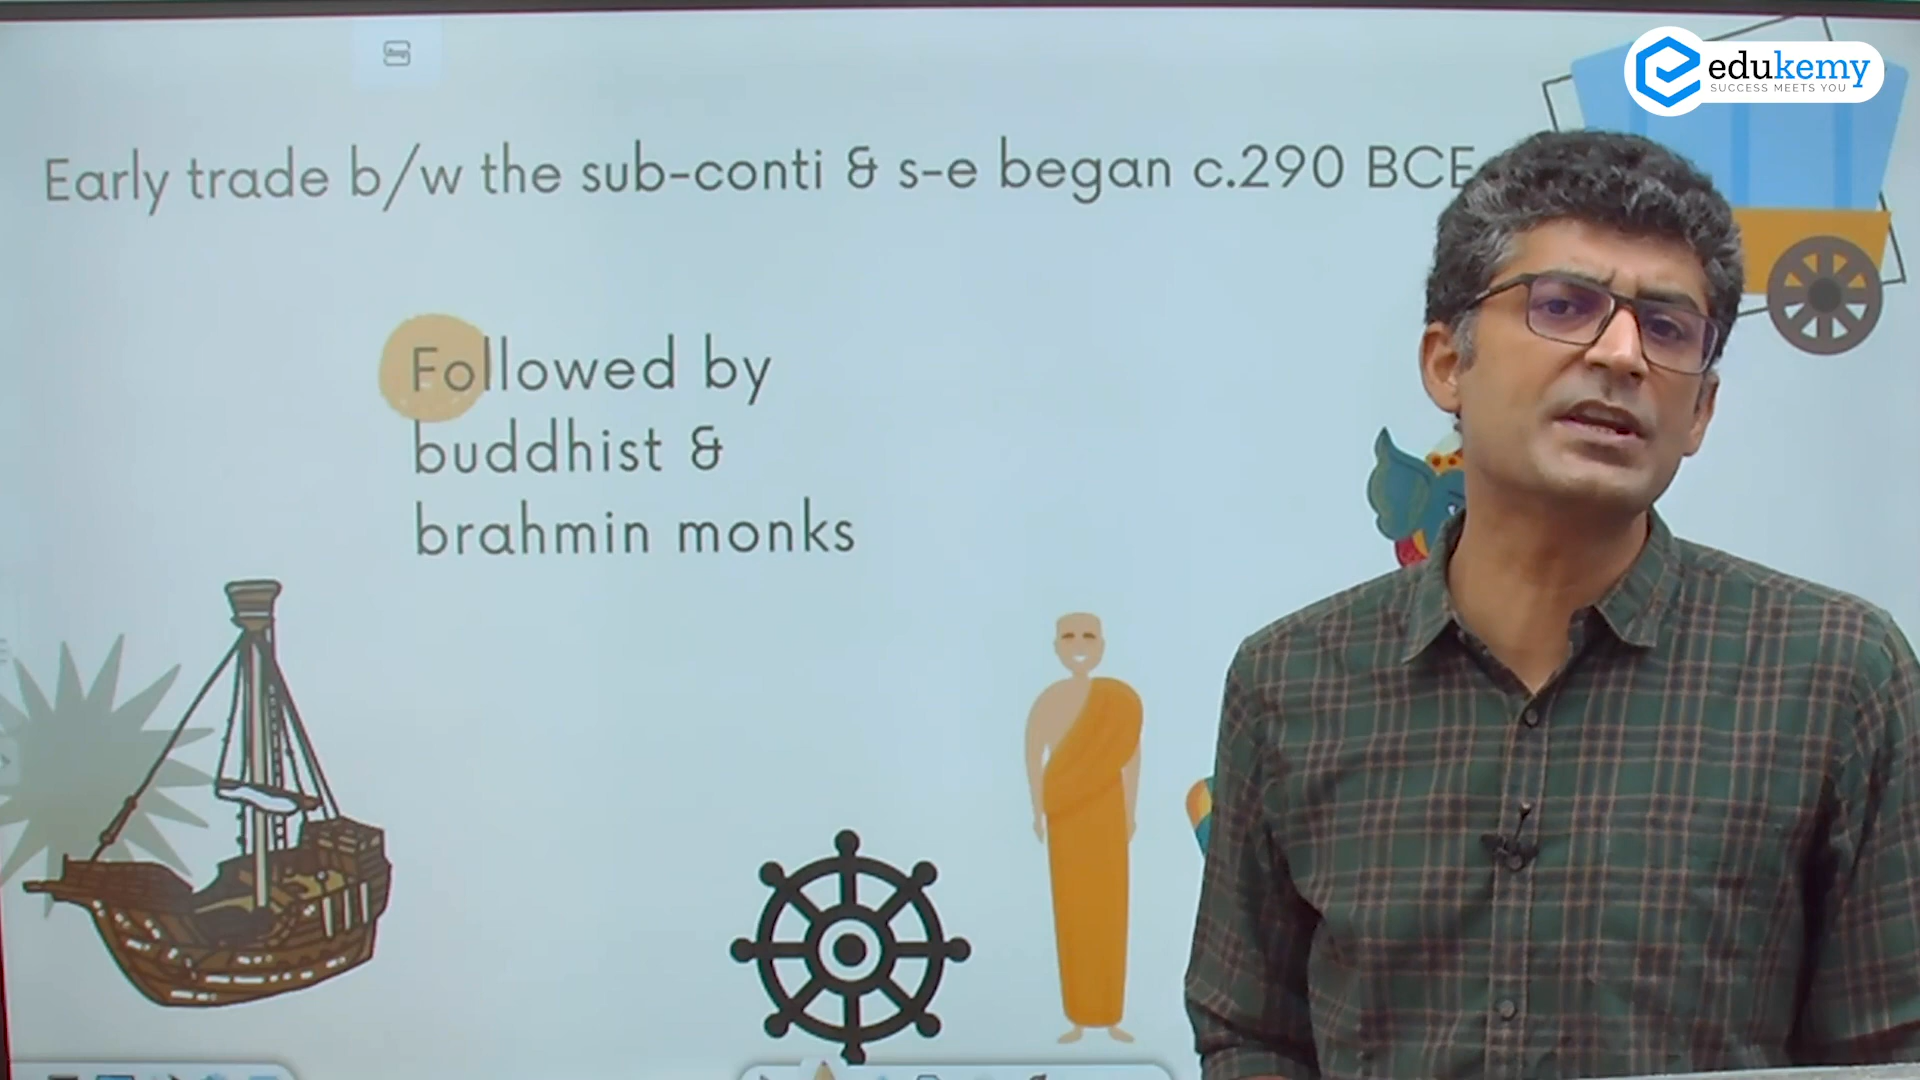 edukemy
SUCCESS MEETS YOU
Early trade b/w the sub-conti & s-e began c.290 BCE
Followed by
buddhist &
brahmin monks